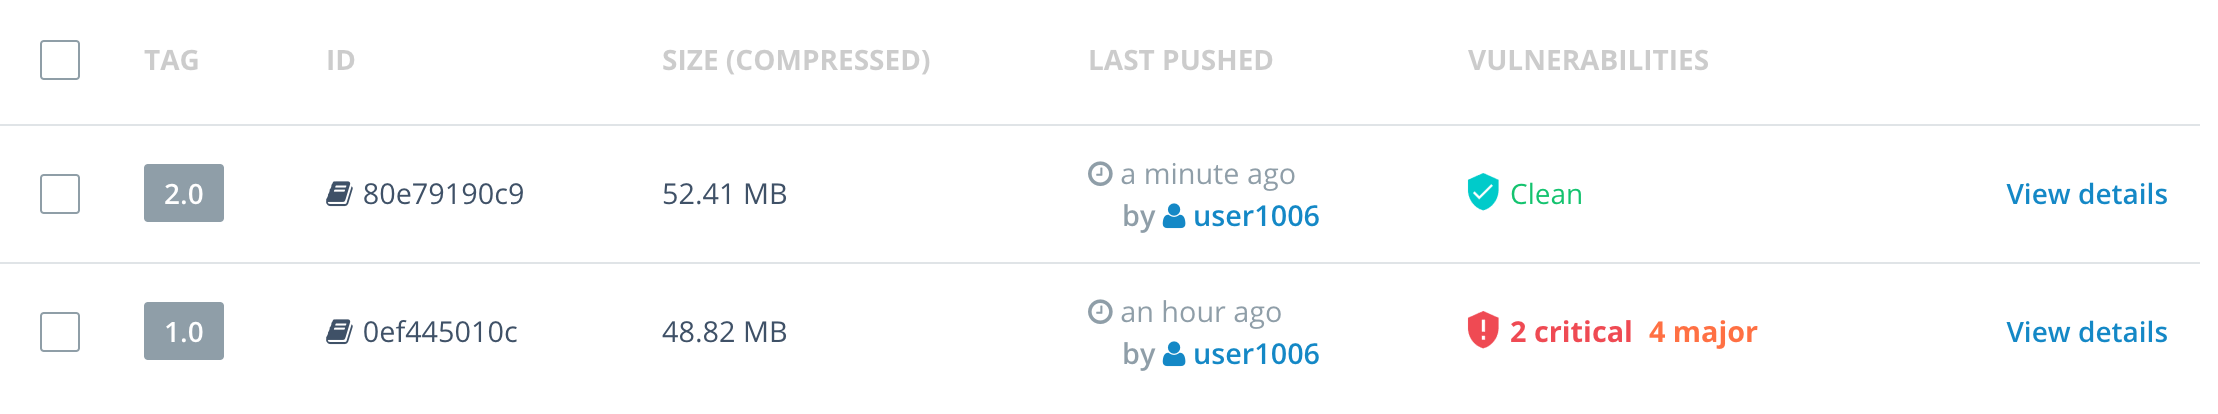 TAG ID SIZE (COMPRESSED) LAST PUSHED VULNERABILITIES
2.0 80e79190c9 52.41 MB a minute ago Clean View details
by user1006
1.0 0ef445010c 48.82 MB an hour ago 2 critical 4 major View details
by user1006